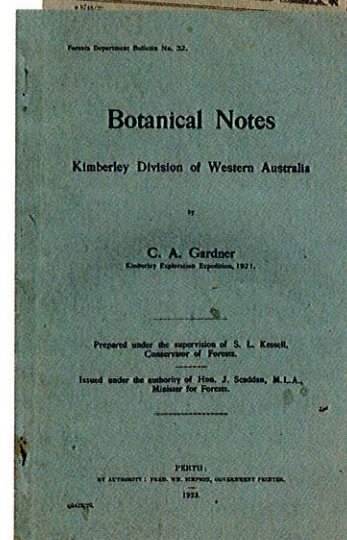 Forests Department Bulletin No. 32.
Botanical Notes
Kimberley Division of Western Australia
by
C. A. Gardner
Kimberley Exploration Expedition, 1921.
Prepared under the supervision of S. L. Kessell,
Conservator of Forests.
Issued under the authority of Hon. J. Scaddan, M.L.A.,
Minister for Forests.
PERTH:
BY AUTHORITY: FRED. WM. SIMPSON, GOVERNMENT PRINTER.
1923.